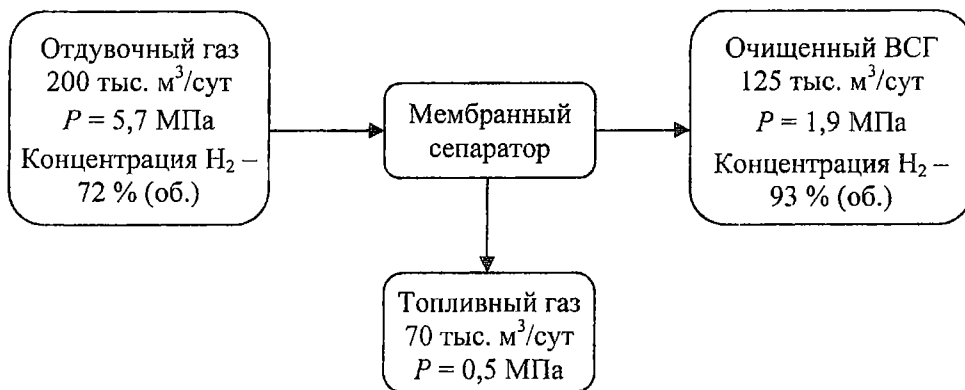 Отдувочный газ
200 тыс. м³/сут
P = 5,7 МПа
Концентрация H₂ –
72 % (об.)
Мембранный
сепаратор
Очищенный ВСГ
125 тыс. м³/сут
P = 1,9 МПа
Концентрация H₂ –
93 % (об.)
Топливный газ
70 тыс. м³/сут
P = 0,5 МПа